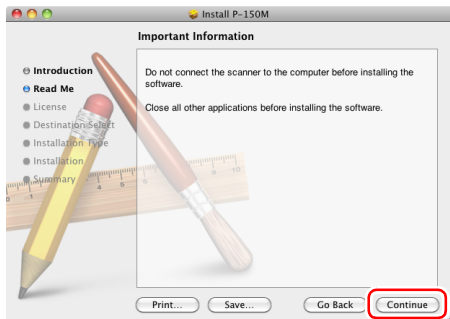 Install P-150M
Important Information
Introduction
Read Me
License
Destination Select
Installation Type
Installation
Summary
Do not connect the scanner to the computer before installing the
software.
Close all other applications before installing the software.
Print...
Save...
Go Back
Continue